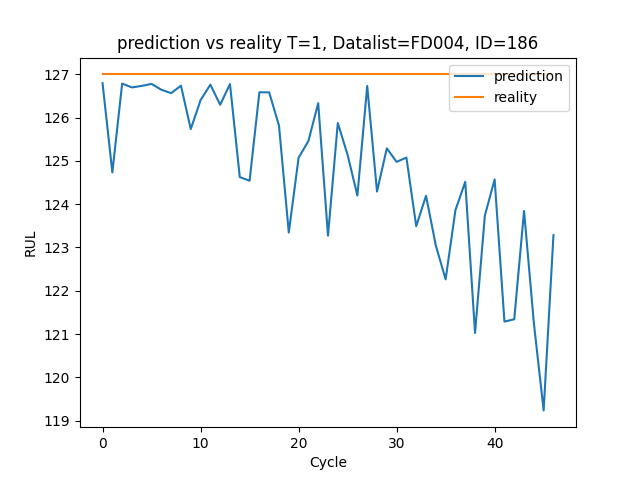 prediction vs reality T=1, Datalist=FD004, ID=186
prediction
reality
127
126
125
124
123
122
121
120
119
RUL
0 10 20 30 40
Cycle